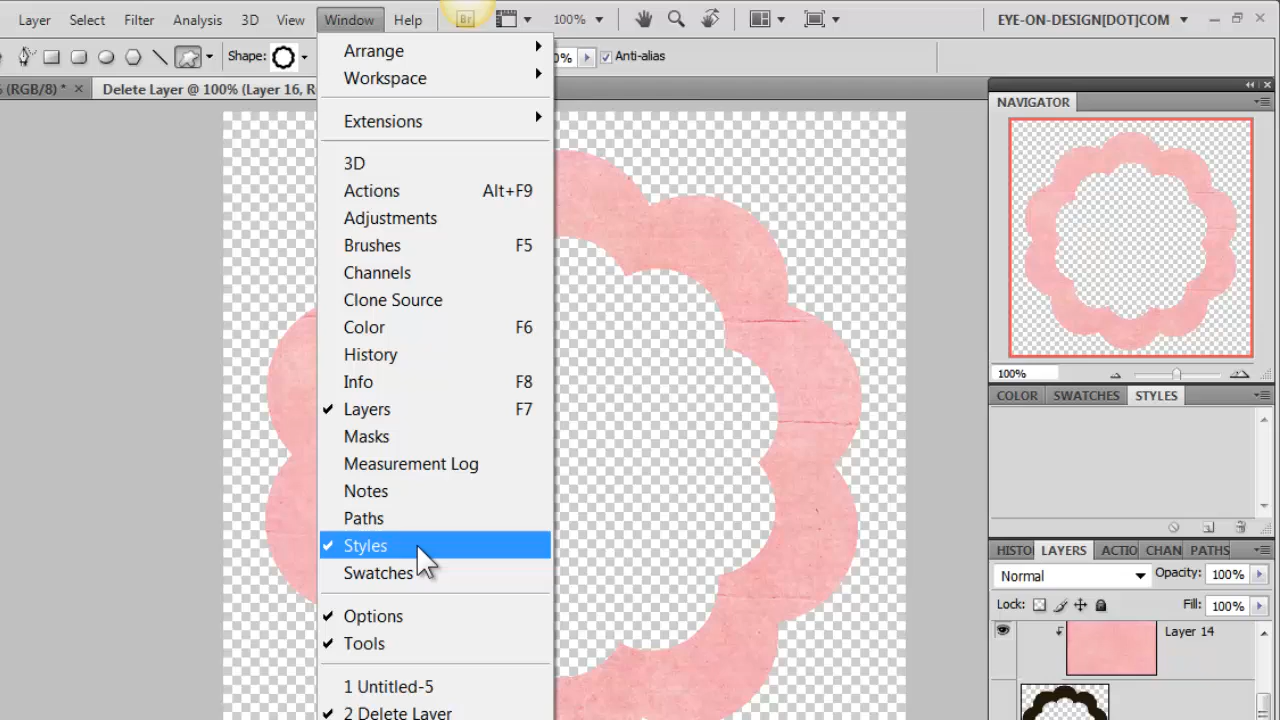 Layer Select Filter Analysis 3D View Window Help Br 100% EYE-ON-DESIGN[DOT]COM
Shape: 0% Anti-alias
(RGB/8) * Delete Layer @ 100% (Layer 16, R
Arrange
Workspace
Extensions
3D
Actions Alt+F9
Adjustments
Brushes F5
Channels
Clone Source
Color F6
History
Info F8
Layers F7
Masks
Measurement Log
Notes
Paths
Styles
Swatches
Options
Tools
1 Untitled-5
2 Delete Layer
NAVIGATOR
100%
COLOR SWATCHES STYLES
HISTO LAYERS ACTIO CHAN PATHS
Normal Opacity: 100%
Lock: Fill: 100%
Layer 14